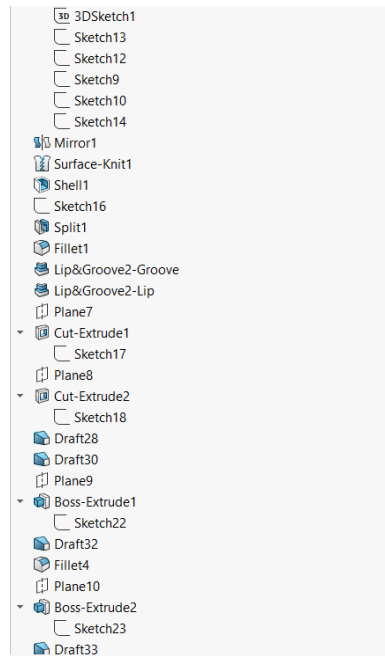 3D 3DSketch1
Sketch13
Sketch12
Sketch9
Sketch10
Sketch14
Mirror1
Surface-Knit1
Shell1
Sketch16
Split1
Fillet1
Lip&Groove2-Groove
Lip&Groove2-Lip
Plane7
Cut-Extrude1
Sketch17
Plane8
Cut-Extrude2
Sketch18
Draft28
Draft30
Plane9
Boss-Extrude1
Sketch22
Draft32
Fillet4
Plane10
Boss-Extrude2
Sketch23
Draft33